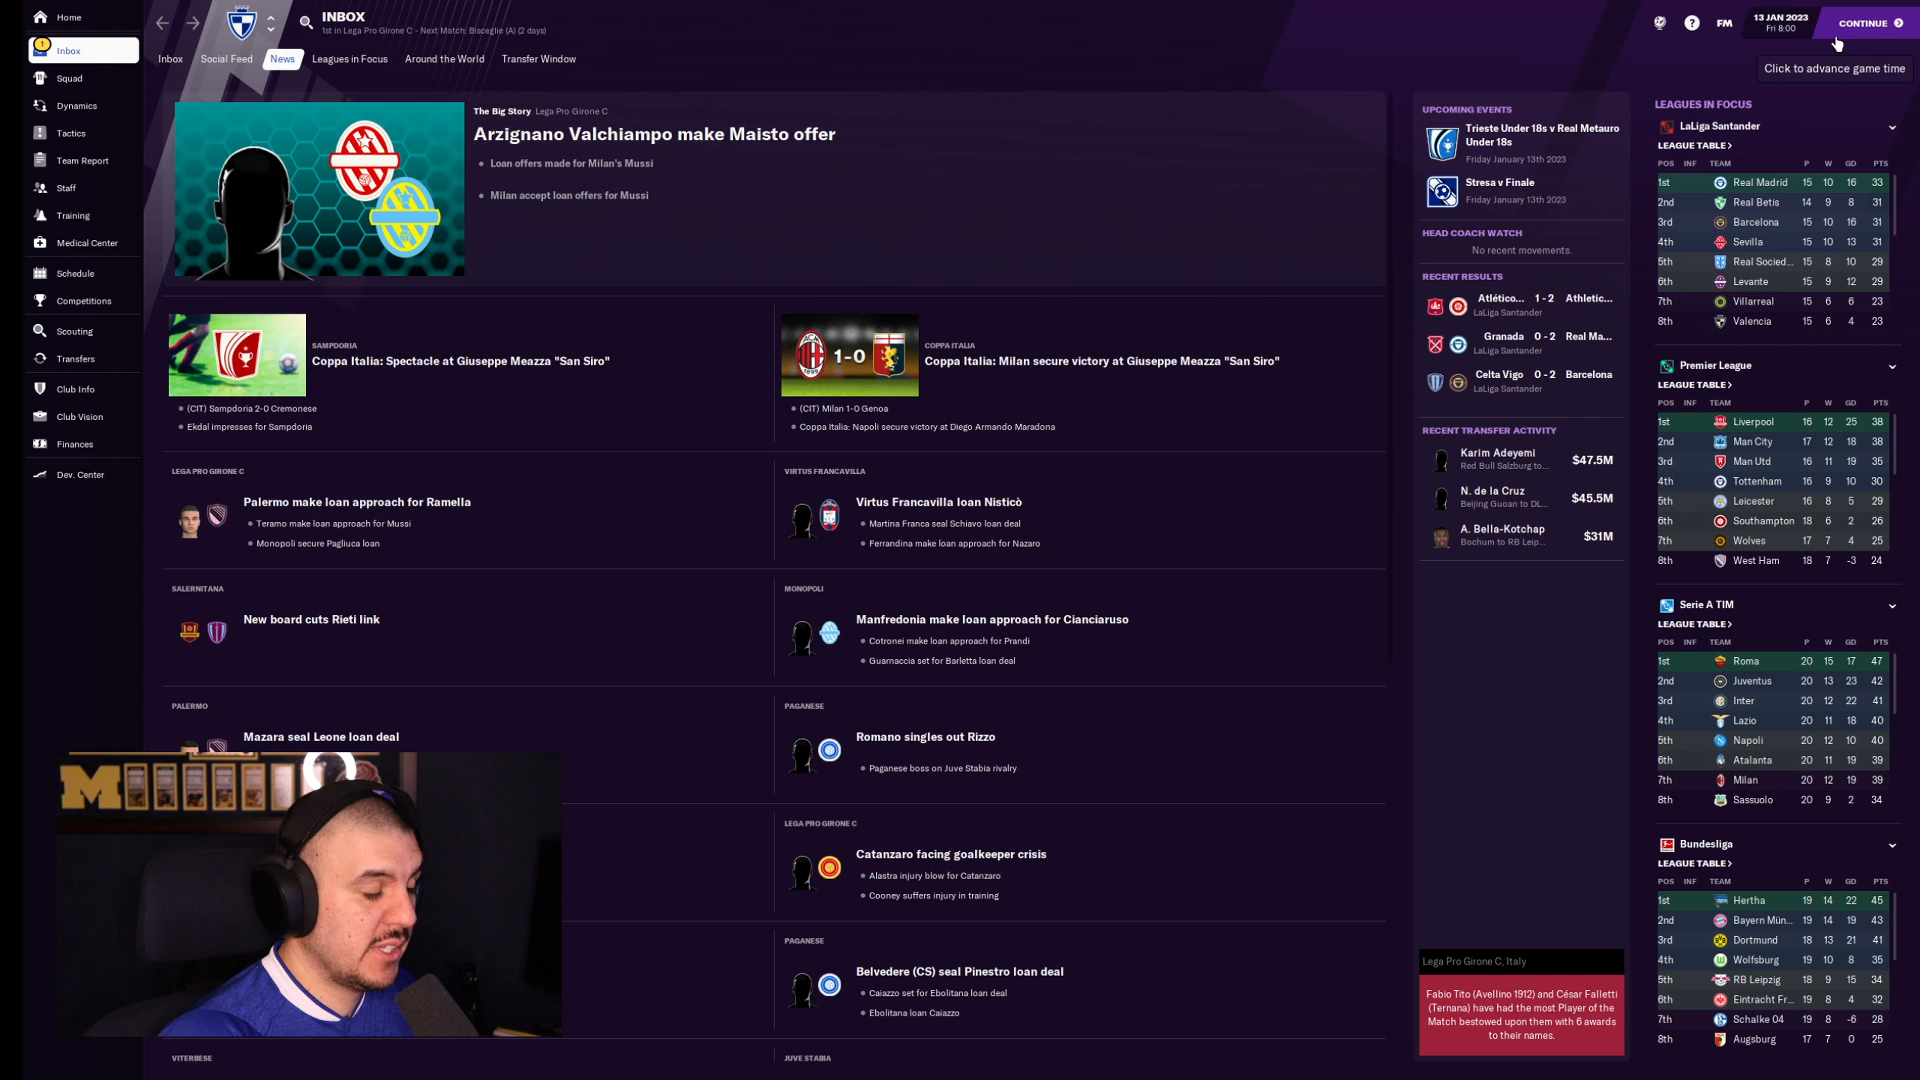 Home
1
Inbox
Squad
Dynamics
Tactics
Team Report
Staff
Training
Medical Center
Schedule
Competitions
Scouting
Transfers
Club Info
Club Vision
Finances
Dev. Center
INBOX
1st in Lega Pro Girone C - Next Match: Bisceglie (A) (2 days)
Inbox Social Feed News Leagues in Focus Around the World Transfer Window
? FM 13 JAN 2023 CONTINUE
Fri 8:00
Click to advance game time
The Big Story Lega Pro Girone C
Arzignano Valchiampo make Maisto offer
Loan offers made for Milan's Mussi
Milan accept loan offers for Mussi
SAMPDORIA
Coppa Italia: Spectacle at Giuseppe Meazza "San Siro"
(CIT) Sampdoria 2-0 Cremonese
Ekdal impresses for Sampdoria
1-0
COPPA ITALIA
Coppa Italia: Milan secure victory at Giuseppe Meazza "San Siro"
(CIT) Milan 1-0 Genoa
Coppa Italia: Napoli secure victory at Diego Armando Maradona
LEGA PRO GIRONE C
Palermo make loan approach for Ramella
Teramo make loan approach for Mussi
Monopoli secure Pagliuca loan
VIRTUS FRANCAVILLA
Virtus Francavilla loan Nisticò
Martina Franca seal Schiavo loan deal
Ferrandina make loan approach for Nazaro
SALERNITANA
New board cuts Rieti link
MONOPOLI
Manfredonia make loan approach for Cianciaruso
Cotronei make loan approach for Prandi
Guarnaccia set for Barletta loan deal
PALERMO
Mazara seal Leone loan deal
PAGANESE
Romano singles out Rizzo
Paganese boss on Juve Stabia rivalry
LEGA PRO GIRONE C
Catanzaro facing goalkeeper crisis
Alastra injury blow for Catanzaro
Cooney suffers injury in training
PAGANESE
Belvedere (CS) seal Pinestro loan deal
Caiazzo set for Ebolitana loan deal
Ebolitana loan Caiazzo
VITERBESE
JUVE STABIA
M
UPCOMING EVENTS
Trieste Under 18s v Real Metauro
Under 18s
Friday January 13th 2023
Stresa v Finale
Friday January 13th 2023
HEAD COACH WATCH
No recent movements.
RECENT RESULTS
Atlético... 1 - 2 Athletic...
LaLiga Santander
Granada 0 - 2 Real Ma...
LaLiga Santander
Celta Vigo 0 - 2 Barcelona
LaLiga Santander
RECENT TRANSFER ACTIVITY
Karim Adeyemi
Red Bull Salzburg to...
$47.5M
N. de la Cruz
Beijing Guoan to DL...
$45.5M
A. Bella-Kotchap
Bochum to RB Leip...
$31M
Lega Pro Girone C, Italy
Fabio Tito (Avellino 1912) and César Falletti
(Ternana) have had the most Player of the
Match bestowed upon them with 6 awards
to their names.
LEAGUES IN FOCUS
LaLiga Santander
LEAGUE TABLE >
POS INF TEAM P W GD PTS
1st Real Madrid 15 10 16 33
2nd Real Betis 14 9 8 31
3rd Barcelona 15 10 16 31
4th Sevilla 15 10 13 31
5th Real Socied... 15 8 10 29
6th Levante 15 9 12 29
7th Villarreal 15 6 6 23
8th Valencia 15 6 4 23
Premier League
LEAGUE TABLE >
POS INF TEAM P W GD PTS
1st Liverpool 16 12 25 38
2nd Man City 17 12 18 38
3rd Man Utd 16 11 19 35
4th Tottenham 16 9 10 30
5th Leicester 16 8 5 29
6th Southampton 18 6 2 26
7th Wolves 17 7 4 25
8th West Ham 18 7 -3 24
Serie A TIM
LEAGUE TABLE >
POS INF TEAM P W GD PTS
1st Roma 20 15 17 47
2nd Juventus 20 13 23 42
3rd Inter 20 12 22 41
4th Lazio 20 11 18 40
5th Napoli 20 12 10 40
6th Atalanta 20 11 19 39
7th Milan 20 12 19 39
8th Sassuolo 20 9 2 34
Bundesliga
LEAGUE TABLE >
POS INF TEAM P W GD PTS
1st Hertha 19 14 22 45
2nd Bayern Mün... 19 14 19 43
3rd Dortmund 18 13 21 41
4th Wolfsburg 19 10 8 35
5th RB Leipzig 18 9 15 34
6th Eintracht Fr... 19 8 4 32
7th Schalke 04 19 8 -6 28
8th Augsburg 17 7 0 25